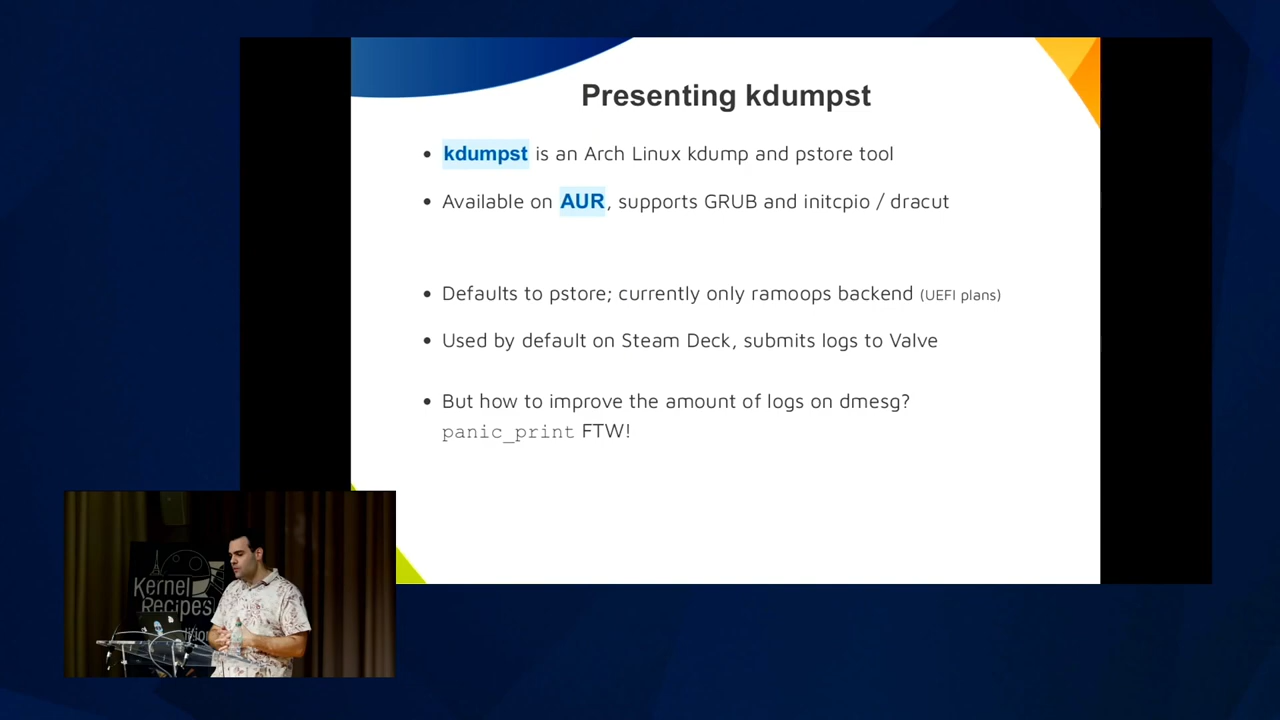 Presenting kdumpst
• kdumpst is an Arch Linux kdump and pstore tool
• Available on AUR, supports GRUB and initcpio / dracut
• Defaults to pstore; currently only ramoops backend (UEFI plans)
• Used by default on Steam Deck, submits logs to Valve
• But how to improve the amount of logs on dmesg?
panic_print FTW!
Kernel
Recipes